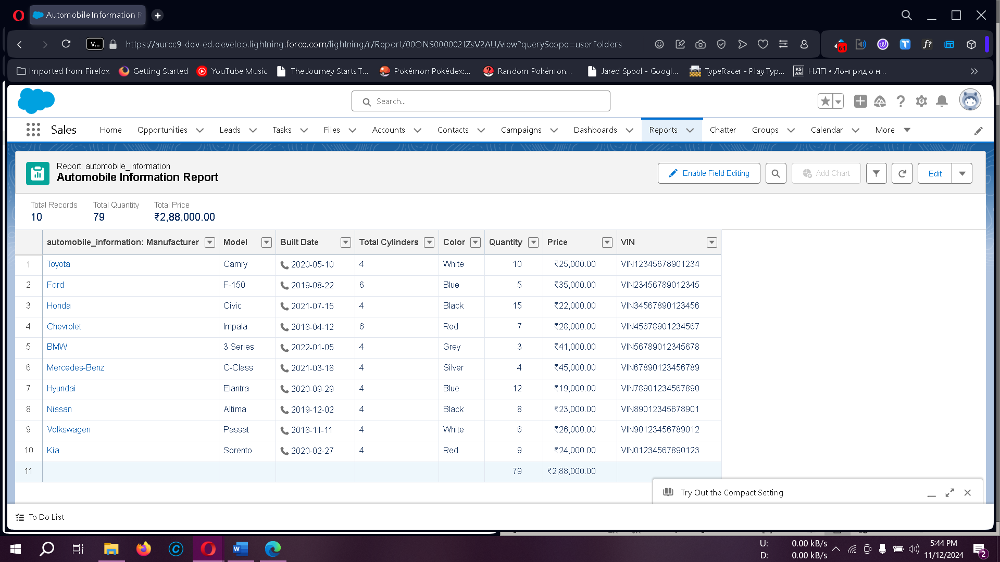 Automobile Information R
V...
https://aurcc9-dev-ed.develop.lightning.force.com/lightning/r/Report/00ONS000002tZsV2AU/view?queryScope=userFolders
61
f?
Imported from Firefox Getting Started YouTube Music The Journey Starts T... Pokémon Pokédex:... Random Pokémon... Jared Spool - Googl... TypeRacer - Play Typ... KSANI НЛП • Лонгрид о н...
Search...
Sales Home Opportunities Leads Tasks Files Accounts Contacts Campaigns Dashboards Reports Chatter Groups Calendar More
Report: automobile_information
Automobile Information Report
Enable Field Editing Add Chart Edit
Total Records Total Quantity Total Price
10 79 ₹2,88,000.00
automobile_information: Manufacturer Model Built Date Total Cylinders Color Quantity Price VIN
1 Toyota Camry 2020-05-10 4 White 10 ₹25,000.00 VIN12345678901234
2 Ford F-150 2019-08-22 6 Blue 5 ₹35,000.00 VIN23456789012345
3 Honda Civic 2021-07-15 4 Black 15 ₹22,000.00 VIN34567890123456
4 Chevrolet Impala 2018-04-12 6 Red 7 ₹28,000.00 VIN45678901234567
5 BMW 3 Series 2022-01-05 4 Grey 3 ₹41,000.00 VIN56789012345678
6 Mercedes-Benz C-Class 2021-03-18 4 Silver 4 ₹45,000.00 VIN67890123456789
7 Hyundai Elantra 2020-09-29 4 Blue 12 ₹19,000.00 VIN78901234567890
8 Nissan Altima 2019-12-02 4 Black 8 ₹23,000.00 VIN89012345678901
9 Volkswagen Passat 2018-11-11 4 White 6 ₹26,000.00 VIN90123456789012
10 Kia Sorento 2020-02-27 4 Red 9 ₹24,000.00 VIN01234567890123
11 79 ₹2,88,000.00
Try Out the Compact Setting
To Do List
U: 0.00 kB/s
D: 0.00 kB/s
5:44 PM
11/12/2024
2